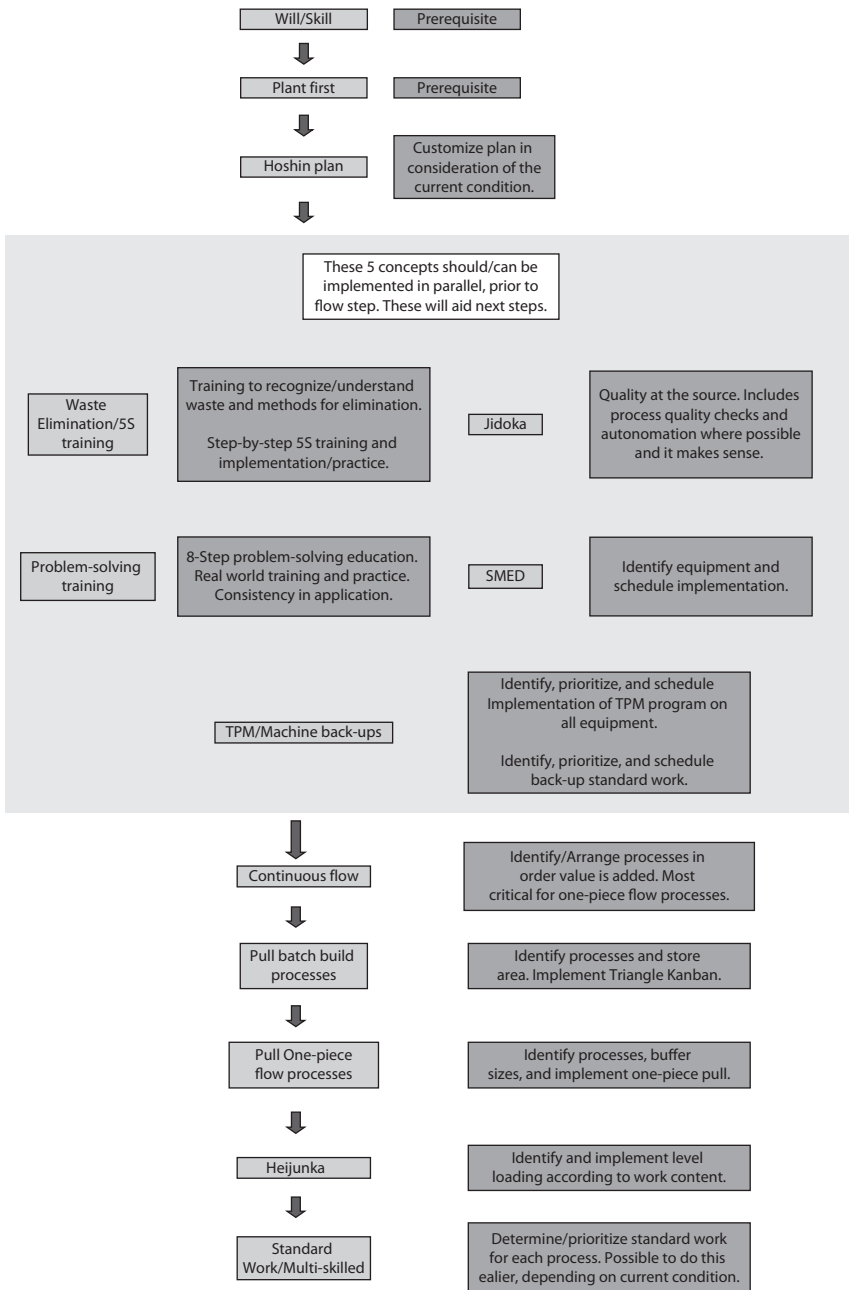 Will/Skill
Prerequisite
Plant first
Prerequisite
Hoshin plan
Customize plan in
consideration of the
current condition.
These 5 concepts should/can be
implemented in parallel, prior to
flow step. These will aid next steps.
Waste
Elimination/5S
training
Training to recognize/understand
waste and methods for elimination.
Step-by-step 5S training and
implementation/practice.
Jidoka
Quality at the source. Includes
process quality checks and
autonomation where possible
and it makes sense.
Problem-solving
training
8-Step problem-solving education.
Real world training and practice.
Consistency in application.
SMED
Identify equipment and
schedule implementation.
TPM/Machine back-ups
Identify, prioritize, and schedule
Implementation of TPM program on
all equipment.
Identify, prioritize, and schedule
back-up standard work.
Continuous flow
Identify/Arrange processes in
order value is added. Most
critical for one-piece flow processes.
Pull batch build
processes
Identify processes and store
area. Implement Triangle Kanban.
Pull One-piece
flow processes
Identify processes, buffer
sizes, and implement one-piece pull.
Heijunka
Identify and implement level
loading according to work content.
Standard
Work/Multi-skilled
Determine/prioritize standard work
for each process. Possible to do this
ealier, depending on current condition.